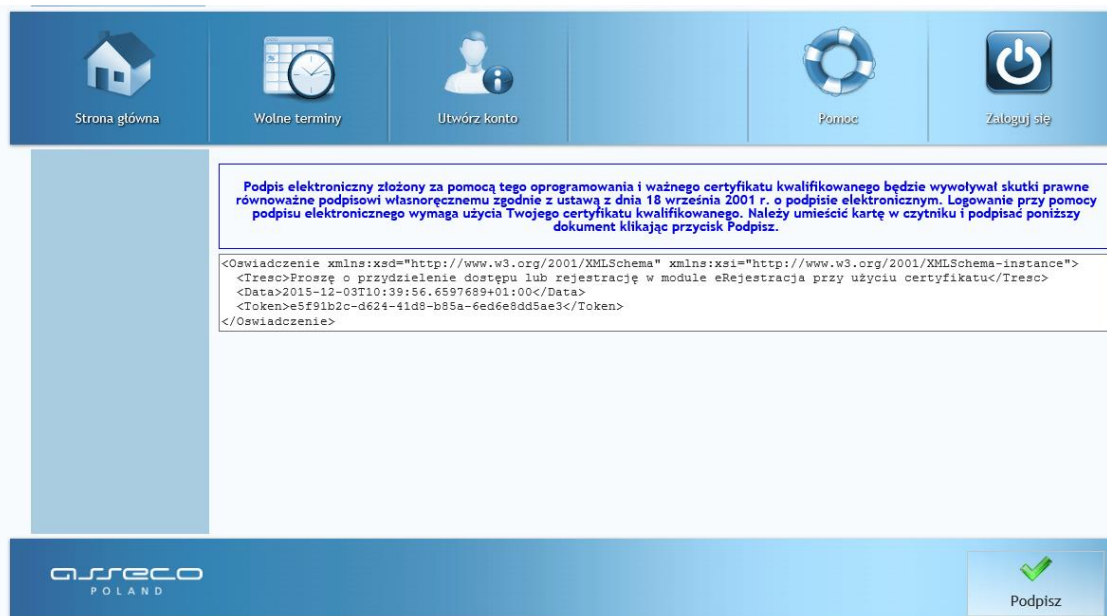 Strona główna
Wolne terminy
Utwórz konto
Pomoc
Zaloguj się
Podpis elektroniczny złożony za pomocą tego oprogramowania i ważnego certyfikatu kwalifikowanego będzie wywoływał skutki prawne
równoważne podpisowi własnoręcznemu zgodnie z ustawą z dnia 18 września 2001 r. o podpisie elektronicznym. Logowanie przy pomocy
podpisu elektronicznego wymaga użycia Twojego certyfikatu kwalifikowanego. Należy umieścić kartę w czytniku i podpisać poniższy
dokument klikając przycisk Podpisz.
<Oswiadczenie xmlns:xsd="http://www.w3.org/2001/XMLSchema" xmlns:xsi="http://www.w3.org/2001/XMLSchema-instance">
<Tresc>Proszę o przydzielenie dostępu lub rejestrację w module eRejestracja przy użyciu certyfikatu</Tresc>
<Data>2015-12-03T10:39:56.6597689+01:00</Data>
<Token>e5f91b2c-d624-41d8-b85a-6ed6e8dd5ae3</Token>
</Oswiadczenie>
asseco
POLAND
Podpisz